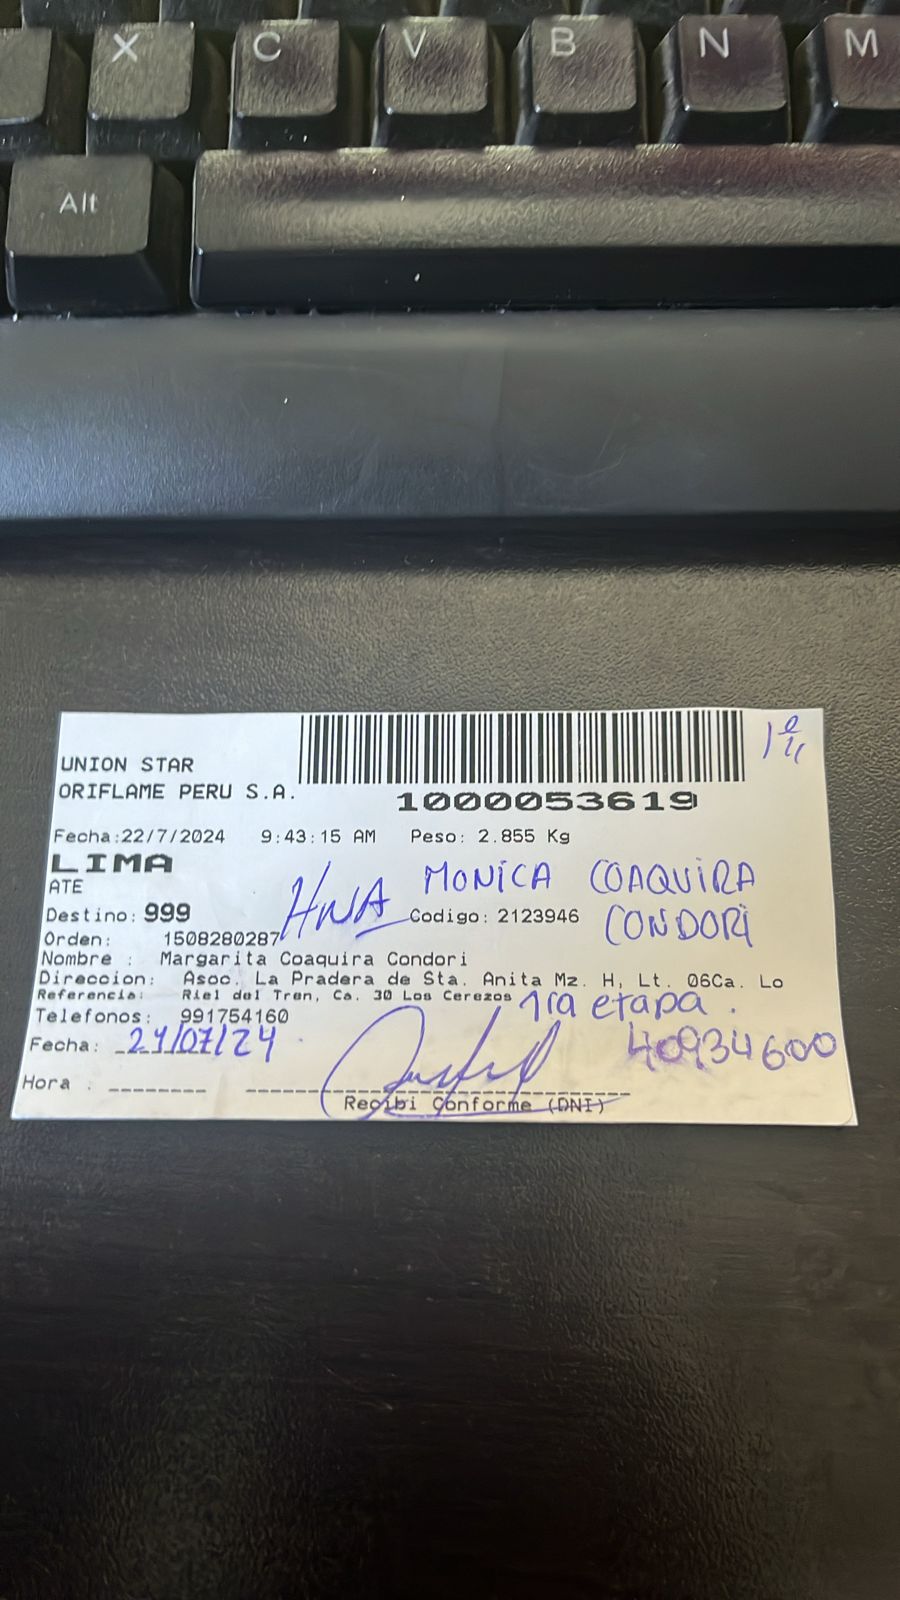 X C V B N M
Alt
UNION STAR
ORIFLAME PERU S.A.
1000053619
Fecha:22/7/2024 9:43:15 AM Peso: 2.855 Kg
LIMA
ATE
HNA MONICA COAQUIRA
CONDORI
Destino: 999 Codigo: 2123946
Orden: 1508280287
Nombre : Margarita Coaquira Condori
Direccion: Asoc. La Pradera de Sta. Anita Mz. H, Lt. 06Ca. Lo
Referencia: Riel del Tren, Ca. 30 Los Cerezos
1ra etapa .
Telefonos: 991754160
Fecha: /07/24
40934600
Hora :
Recibi Conforme (DNI)